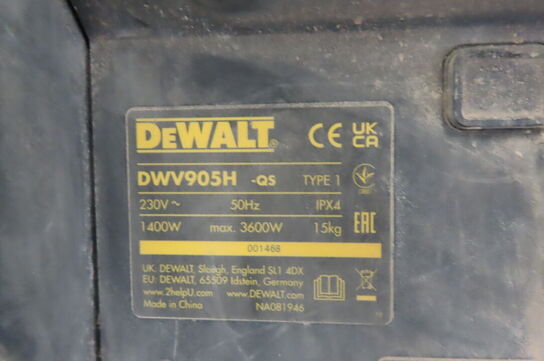 DEWALT®
CE UK CA
DWV905H -QS TYPE 1
230V ~ 50Hz IPX4
1400W max. 3600W 15kg
EAC
001468
UK: DEWALT, Slough, England SL1 4DX
EU: DEWALT, 65509 Idstein, Germany
www.2helpU.com www.DEWALT.com
Made in China NA081946